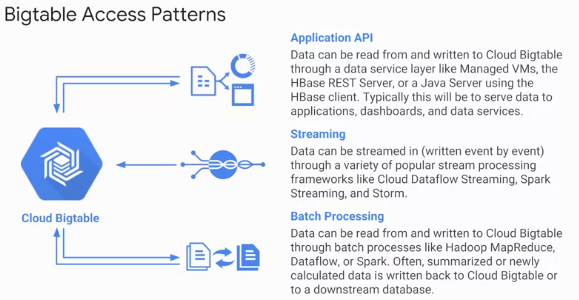 Bigtable Access Patterns
Cloud Bigtable
Application API
Data can be read from and written to Cloud Bigtable
through a data service layer like Managed VMs, the
HBase REST Server, or a Java Server using the
HBase client. Typically this will be to serve data to
applications, dashboards, and data services.
Streaming
Data can be streamed in (written event by event)
through a variety of popular stream processing
frameworks like Cloud Dataflow Streaming, Spark
Streaming, and Storm.
Batch Processing
Data can be read from and written to Cloud Bigtable
through batch processes like Hadoop MapReduce,
Dataflow, or Spark. Often, summarized or newly
calculated data is written back to Cloud Bigtable or
to a downstream database.